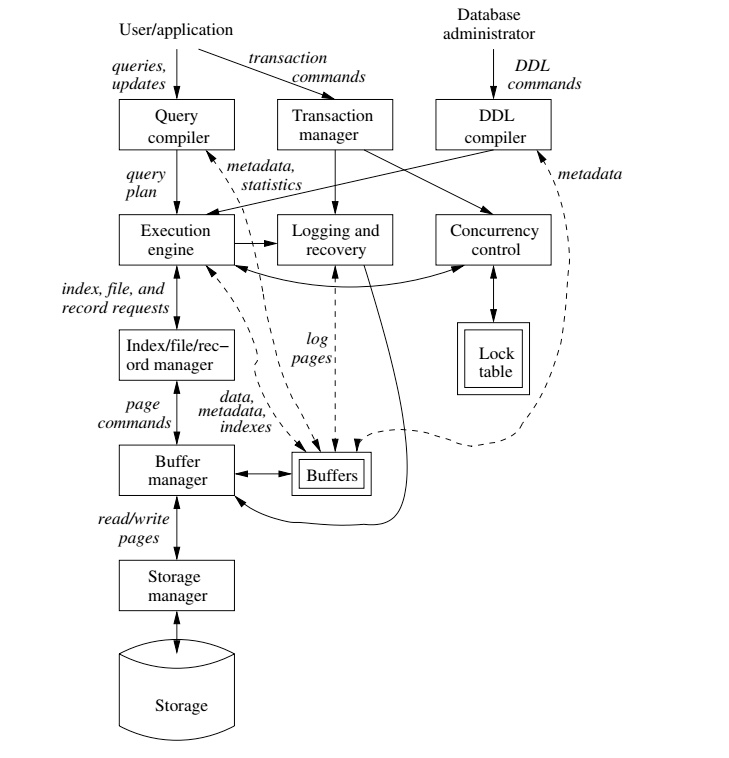 User/application
Database
administrator
queries,
updates
transaction
commands
DDL
commands
Query
compiler
Transaction
manager
DDL
compiler
query
plan
metadata,
statistics
metadata
Execution
engine
Logging and
recovery
Concurrency
control
index, file, and
record requests
Index/file/rec−
ord manager
log
pages
Lock
table
page
commands
data,
metadata,
indexes
Buffer
manager
Buffers
read/write
pages
Storage
manager
Storage